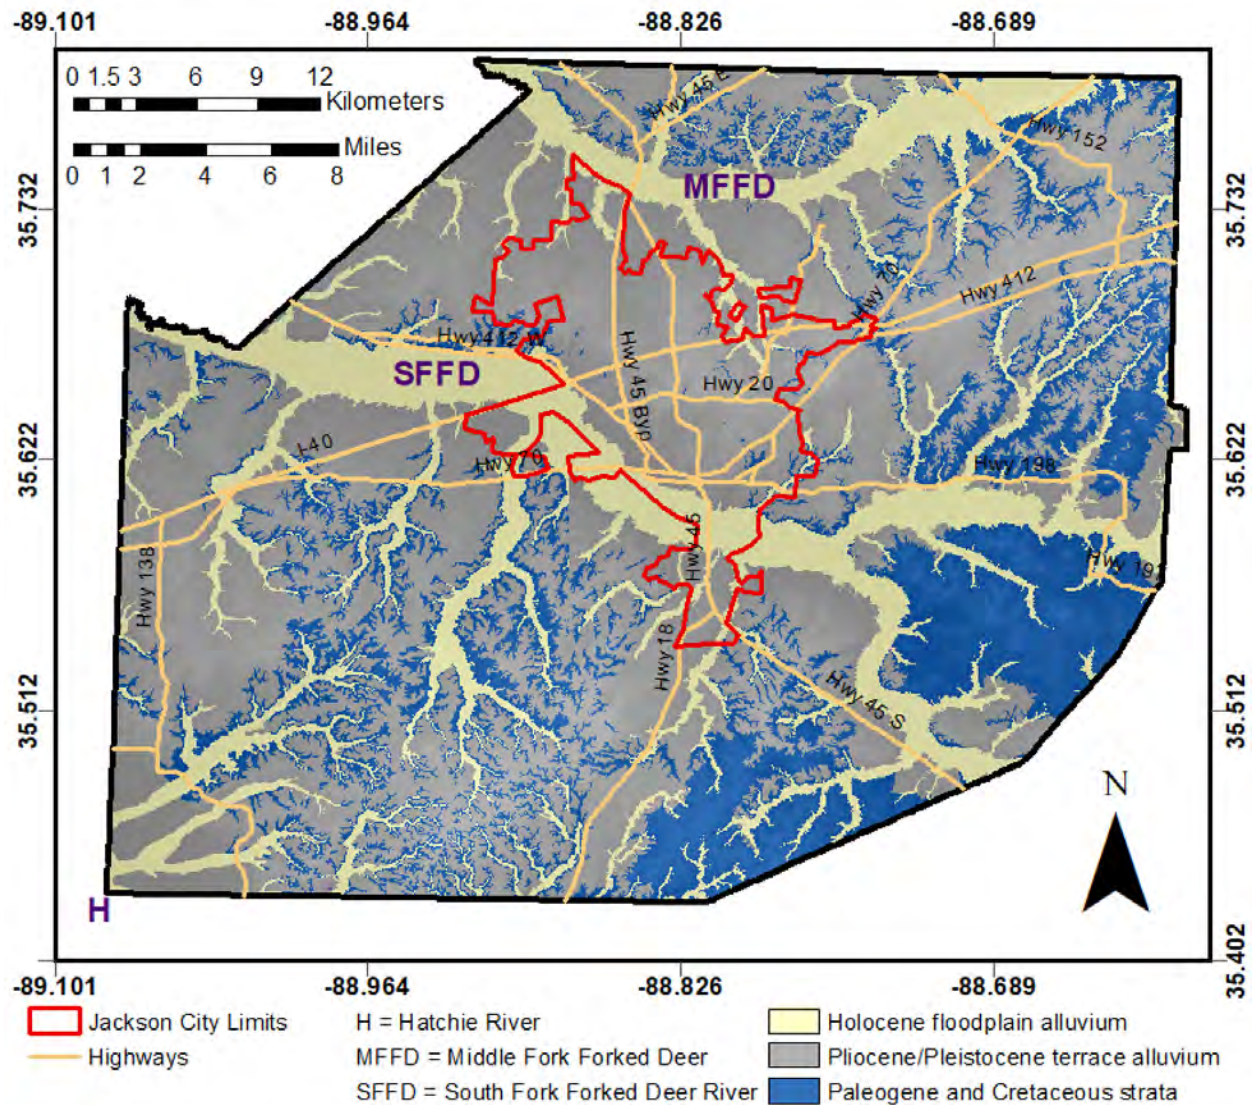 -89.101 -88.964 -88.826 -88.689
0 1.5 3 6 9 12
Kilometers
Miles
0 1 2 4 6 8
Hwy 45 E
Hwy 152
MFFD
35.732
35.732
Hwy 70
Hwy 412
Hwy 412 W
SFFD
Hwy 45 Byp
Hwy 20
I-40
Hwy 70
Hwy 198
35.622
35.622
Hwy 45
Hwy 138
Hwy 19
Hwy 18
Hwy 45 S
35.512
35.512
N
H
35.402
-89.101 -88.964 -88.826 -88.689
Jackson City Limits
Highways
H = Hatchie River
MFFD = Middle Fork Forked Deer
SFFD = South Fork Forked Deer River
Holocene floodplain alluvium
Pliocene/Pleistocene terrace alluvium
Paleogene and Cretaceous strata